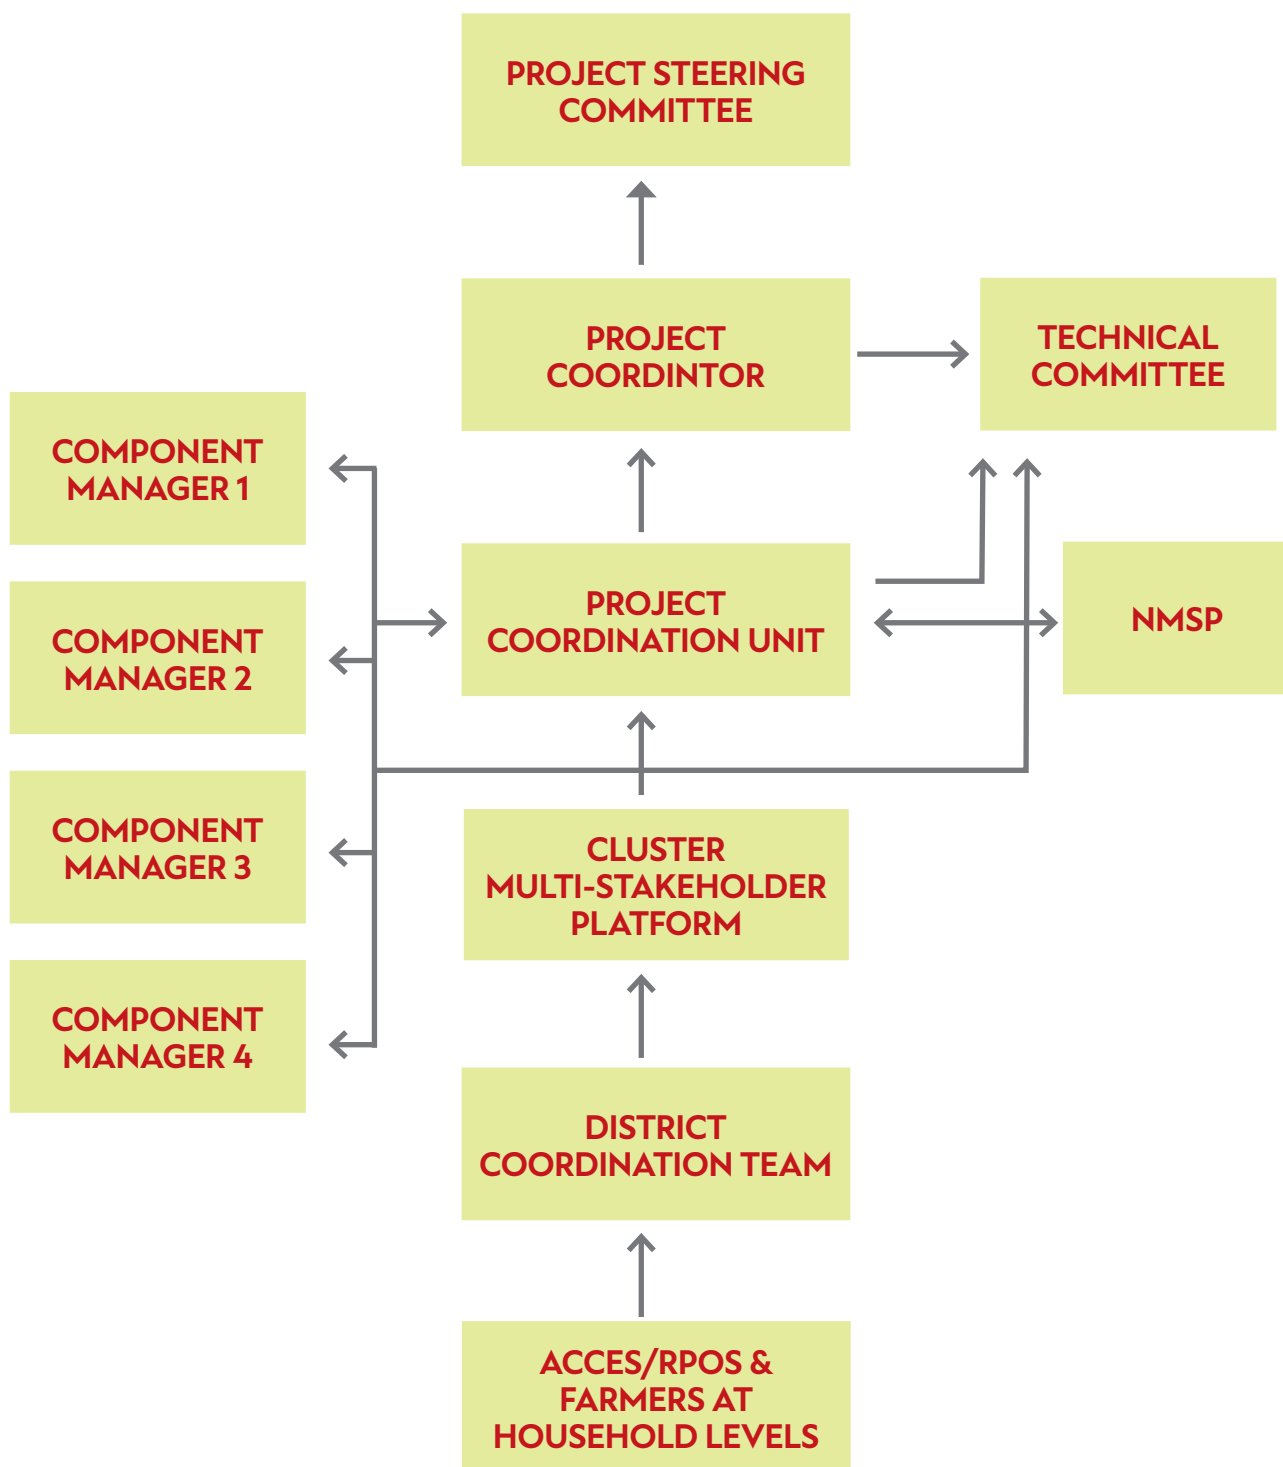 PROJECT STEERING
COMMITTEE
PROJECT
COORDINTOR
TECHNICAL
COMMITTEE
COMPONENT
MANAGER 1
PROJECT
COORDINATION UNIT
NMSP
COMPONENT
MANAGER 2
COMPONENT
MANAGER 3
CLUSTER
MULTI-STAKEHOLDER
PLATFORM
COMPONENT
MANAGER 4
DISTRICT
COORDINATION TEAM
ACCES/RPOS &
FARMERS AT
HOUSEHOLD LEVELS